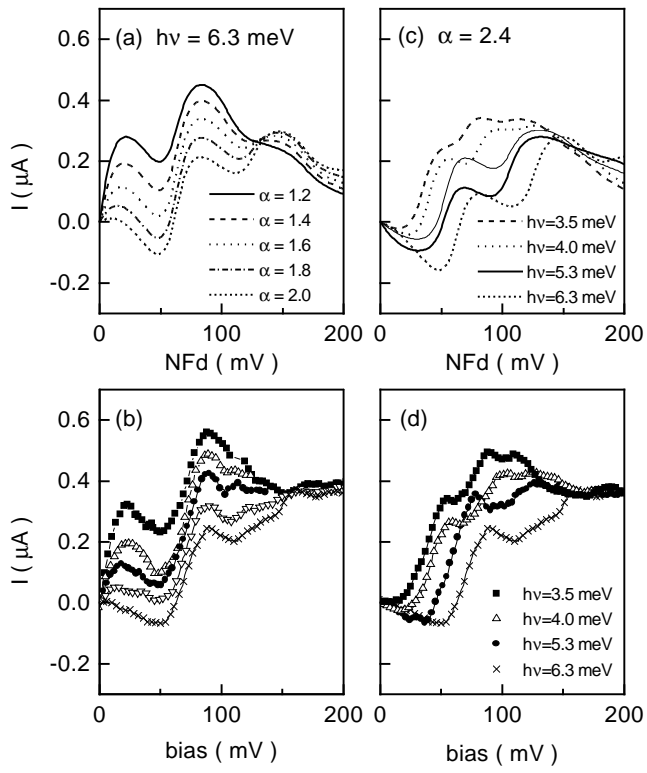 (a) hν = 6.3 meV
0.6
0.4
0.2
0.0
-0.2
I ( μA )
α = 1.2
α = 1.4
α = 1.6
α = 1.8
α = 2.0
0 100 200
NFd ( mV )
(c) α = 2.4
hν=3.5 meV
hν=4.0 meV
hν=5.3 meV
hν=6.3 meV
0 100 200
NFd ( mV )
(b)
0.6
0.4
0.2
0.0
-0.2
I ( μA )
0 100 200
bias ( mV )
(d)
hν=3.5 meV
hν=4.0 meV
hν=5.3 meV
hν=6.3 meV
0 100 200
bias ( mV )